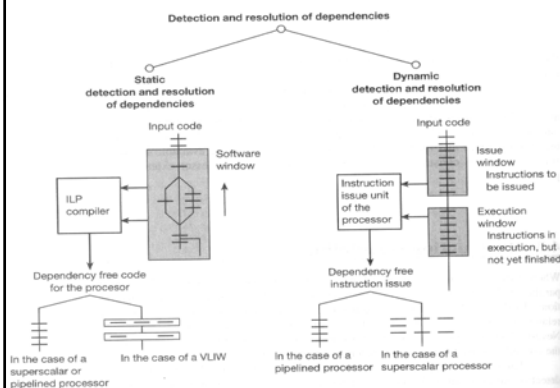 Detection and resolution of dependencies
Static
detection and resolution
of dependencies
Input code
Software
window
ILP
compiler
Dependency free code
for the procesor
In the case of a
superscalar or
pipelined processor
In the case of a VLIW
Dynamic
detection and resolution
of dependencies
Input code
Issue
window
Instructions to
be issued
Instruction
issue unit
of the
processor
Execution
window
Instructions in
execution, but
not yet finished
Dependency free
instruction issue
In the case of a
pipelined processor
In the case of a
superscalar processor